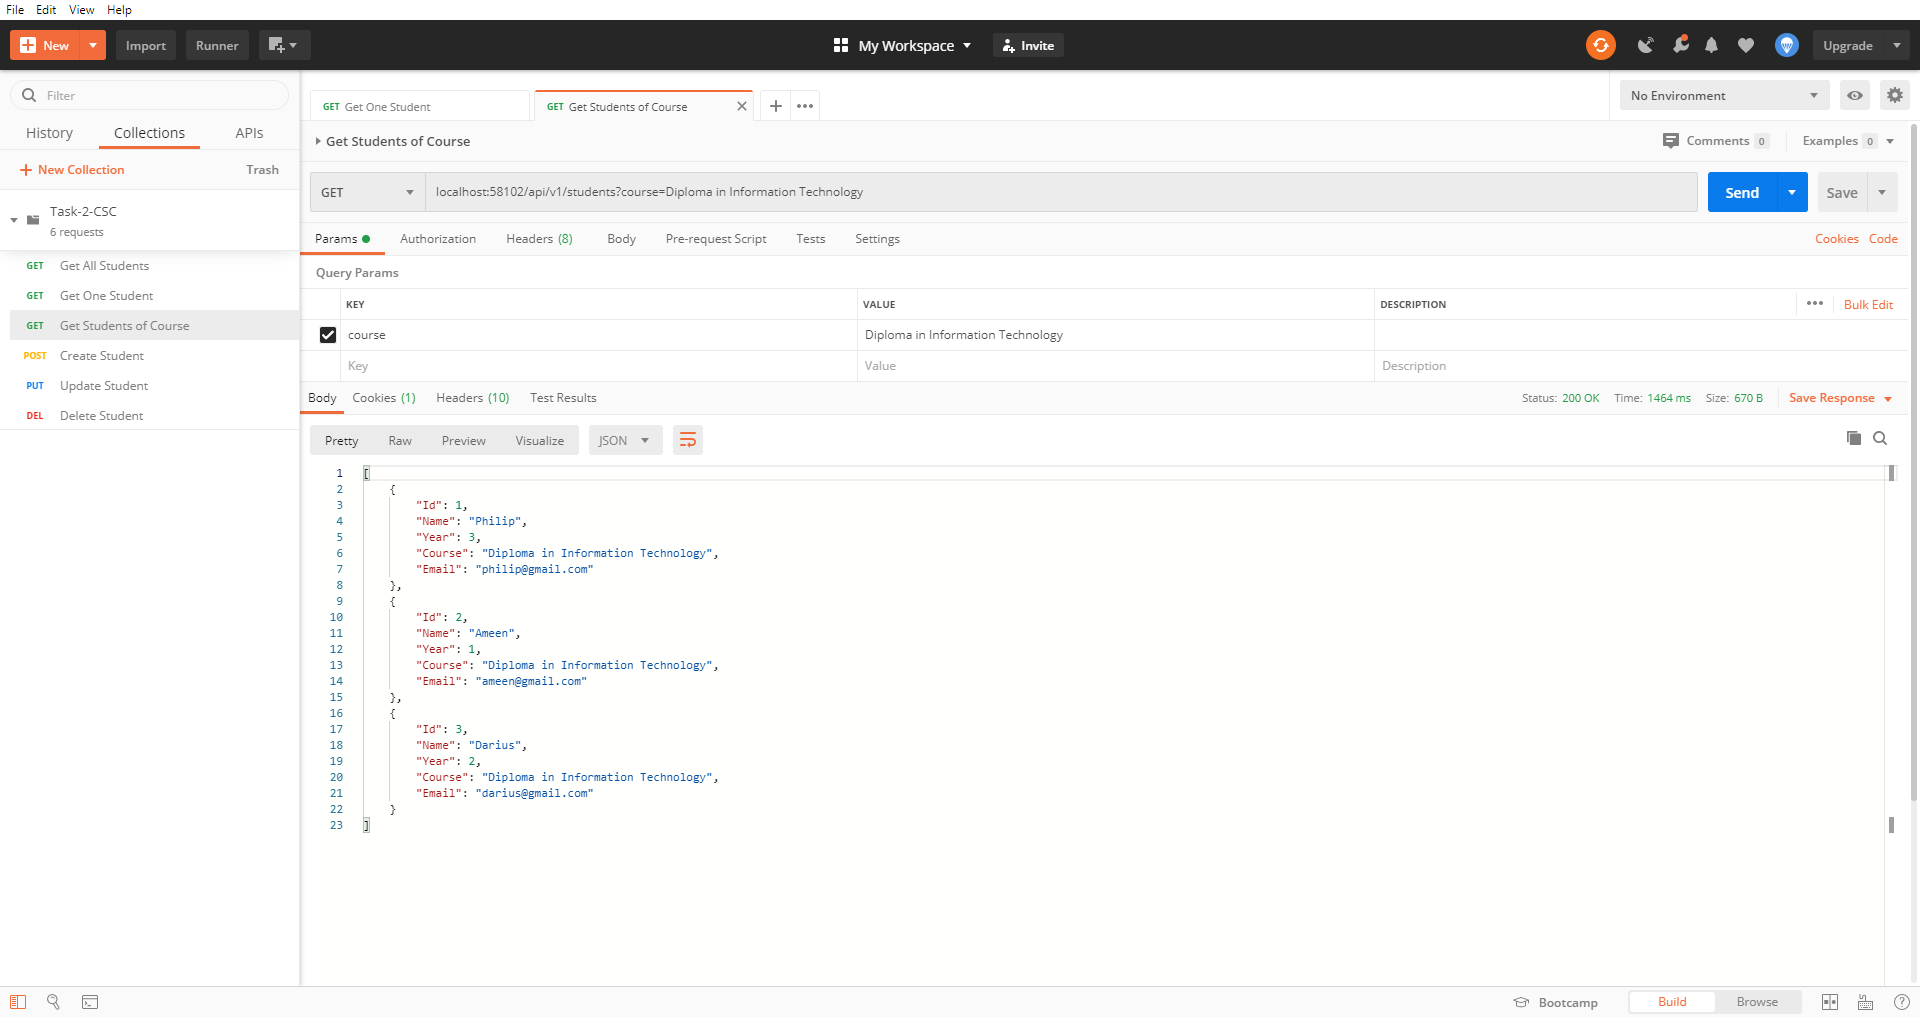 File Edit View Help
New Import Runner My Workspace Invite Upgrade
Filter
History Collections APIs
New Collection Trash
Task-2-CSC
6 requests
GET Get All Students
GET Get One Student
GET Get Students of Course
POST Create Student
PUT Update Student
DEL Delete Student
GET Get One Student GET Get Students of Course No Environment
Get Students of Course Comments 0 Examples 0
GET localhost:58102/api/v1/students?course=Diploma in Information Technology Send Save
Params Authorization Headers (8) Body Pre-request Script Tests Settings Cookies Code
Query Params
KEY VALUE DESCRIPTION Bulk Edit
course Diploma in Information Technology
Key Value Description
Body Cookies (1) Headers (10) Test Results Status: 200 OK Time: 1464 ms Size: 670 B Save Response
Pretty Raw Preview Visualize JSON
1 [
2 {
3 "Id": 1,
4 "Name": "Philip",
5 "Year": 3,
6 "Course": "Diploma in Information Technology",
7 "Email": "philip@gmail.com"
8 },
9 {
10 "Id": 2,
11 "Name": "Ameen",
12 "Year": 1,
13 "Course": "Diploma in Information Technology",
14 "Email": "ameen@gmail.com"
15 },
16 {
17 "Id": 3,
18 "Name": "Darius",
19 "Year": 2,
20 "Course": "Diploma in Information Technology",
21 "Email": "darius@gmail.com"
22 }
23 ]
Bootcamp Build Browse